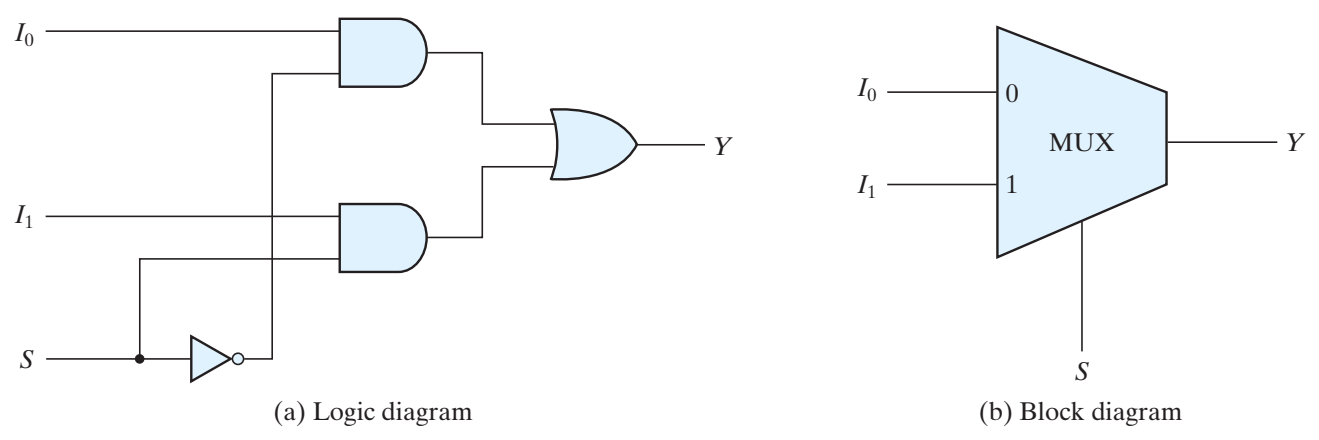 I₀
I₁
S
Y
(a) Logic diagram
I₀
0
MUX
Y
I₁
1
S
(b) Block diagram